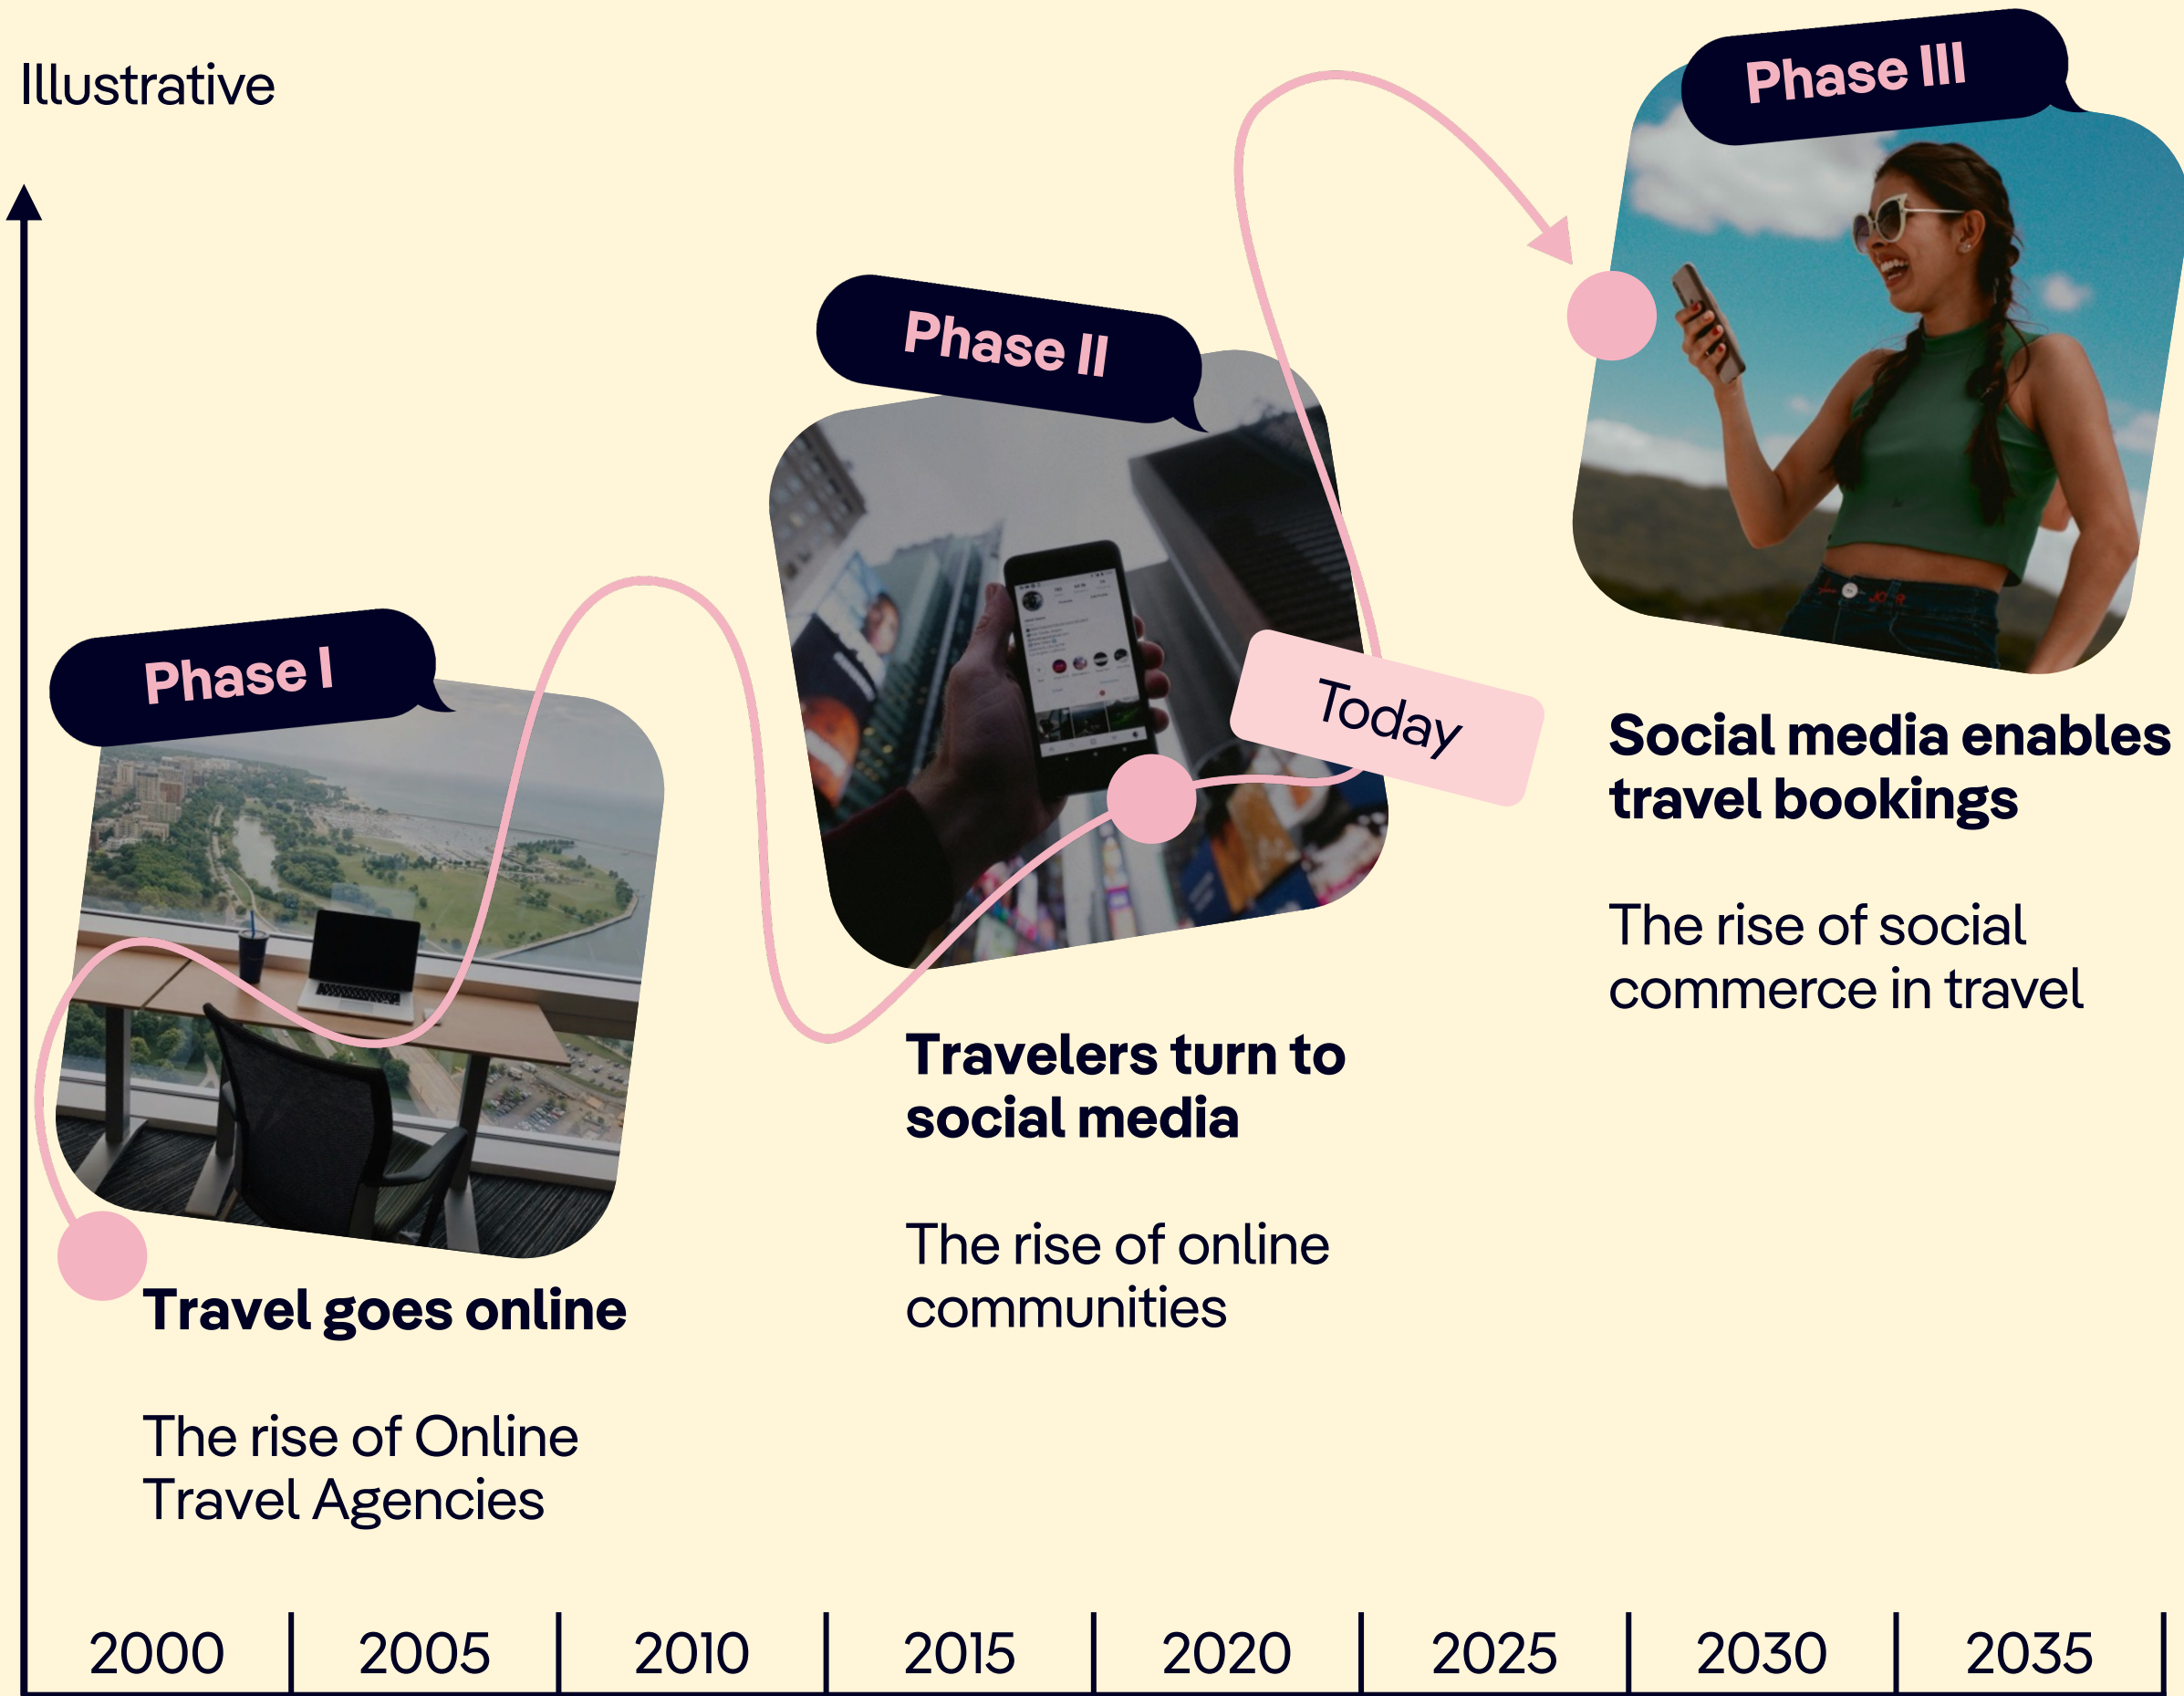 Illustrative
Phase I
Travel goes online
The rise of Online
Travel Agencies
Phase II
Today
Travelers turn to
social media
The rise of online
communities
Phase III
Social media enables
travel bookings
The rise of social
commerce in travel
2000
2005
2010
2015
2020
2025
2030
2035